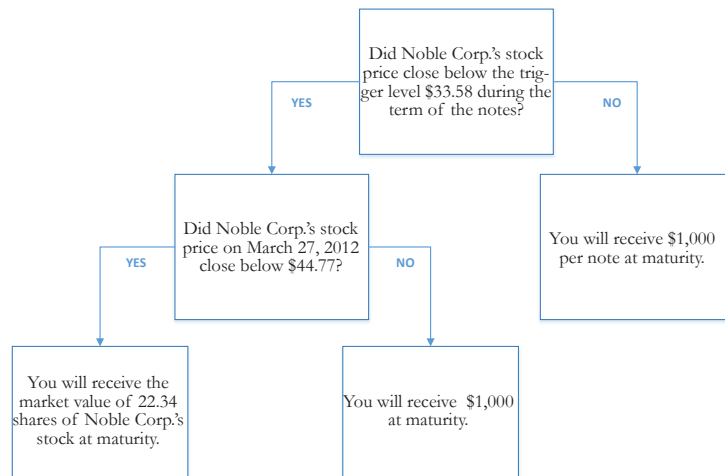 Did Noble Corp.'s stock
price close below the trig-
ger level $33.58 during the
term of the notes?
YES
NO
Did Noble Corp.'s stock
price on March 27, 2012
close below $44.77?
You will receive $1,000
per note at maturity.
YES
NO
You will receive the
market value of 22.34
shares of Noble Corp.'s
stock at maturity.
You will receive $1,000
at maturity.